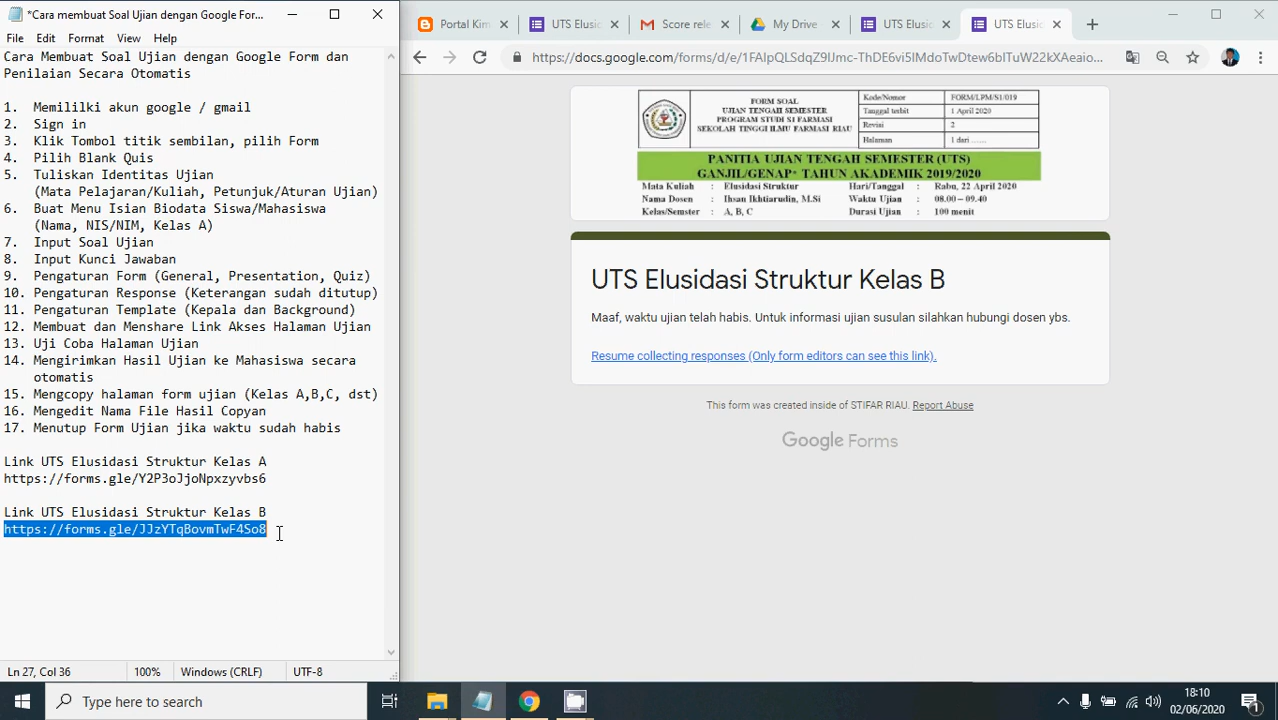 *Cara membuat Soal Ujian dengan Google For...
File Edit Format View Help
Cara Membuat Soal Ujian dengan Google Form dan
Penilaian Secara Otomatis
1. Memililki akun google / gmail
2. Sign in
3. Klik Tombol titik sembilan, pilih Form
4. Pilih Blank Quis
5. Tuliskan Identitas Ujian
(Mata Pelajaran/Kuliah, Petunjuk/Aturan Ujian)
6. Buat Menu Isian Biodata Siswa/Mahasiswa
(Nama, NIS/NIM, Kelas A)
7. Input Soal Ujian
8. Input Kunci Jawaban
9. Pengaturan Form (General, Presentation, Quiz)
10. Pengaturan Response (Keterangan sudah ditutup)
11. Pengaturan Template (Kepala dan Background)
12. Membuat dan Menshare Link Akses Halaman Ujian
13. Uji Coba Halaman Ujian
14. Mengirimkan Hasil Ujian ke Mahasiswa secara
otomatis
15. Mengcopy halaman form ujian (Kelas A,B,C, dst)
16. Mengedit Nama File Hasil Copyan
17. Menutup Form Ujian jika waktu sudah habis
Link UTS Elusidasi Struktur Kelas A
https://forms.gle/Y2P3oJjoNpxzyvbs6
Link UTS Elusidasi Struktur Kelas B
https://forms.gle/JJzYTqBovmTwF4So8
Ln 27, Col 36 100% Windows (CRLF) UTF-8
Portal Kim UTS Elusid Score rele My Drive UTS Elusid UTS Elusid
https://docs.google.com/forms/d/e/1FAIpQLSdqZ9IJmc-ThDE6vi5IMdoTwDtew6bITuW22kXAeaio...
FORM SOAL
UJIAN TENGAH SEMESTER
PROGRAM STUDI S1 FARMASI
SEKOLAH TINGGI ILMU FARMASI RIAU
Kode/Nomor FORM/LPM/S1/019
Tanggal terbit 1 April 2020
Revisi 2
Halaman 1 dari ......
PANITIA UJIAN TENGAH SEMESTER (UTS)
GANJIL/GENAP* TAHUN AKADEMIK 2019/2020
Mata Kuliah : Elusidasi Struktur Hari/Tanggal : Rabu, 22 April 2020
Nama Dosen : Ihsan Ikhtiarudin, M.Si Waktu Ujian : 08.00 – 09.40
Kelas/Semster : A, B, C Durasi Ujian : 100 menit
UTS Elusidasi Struktur Kelas B
Maaf, waktu ujian telah habis. Untuk informasi ujian susulan silahkan hubungi dosen ybs.
Resume collecting responses (Only form editors can see this link).
This form was created inside of STIFAR RIAU. Report Abuse
Google Forms
Type here to search
18:10
02/06/2020
1